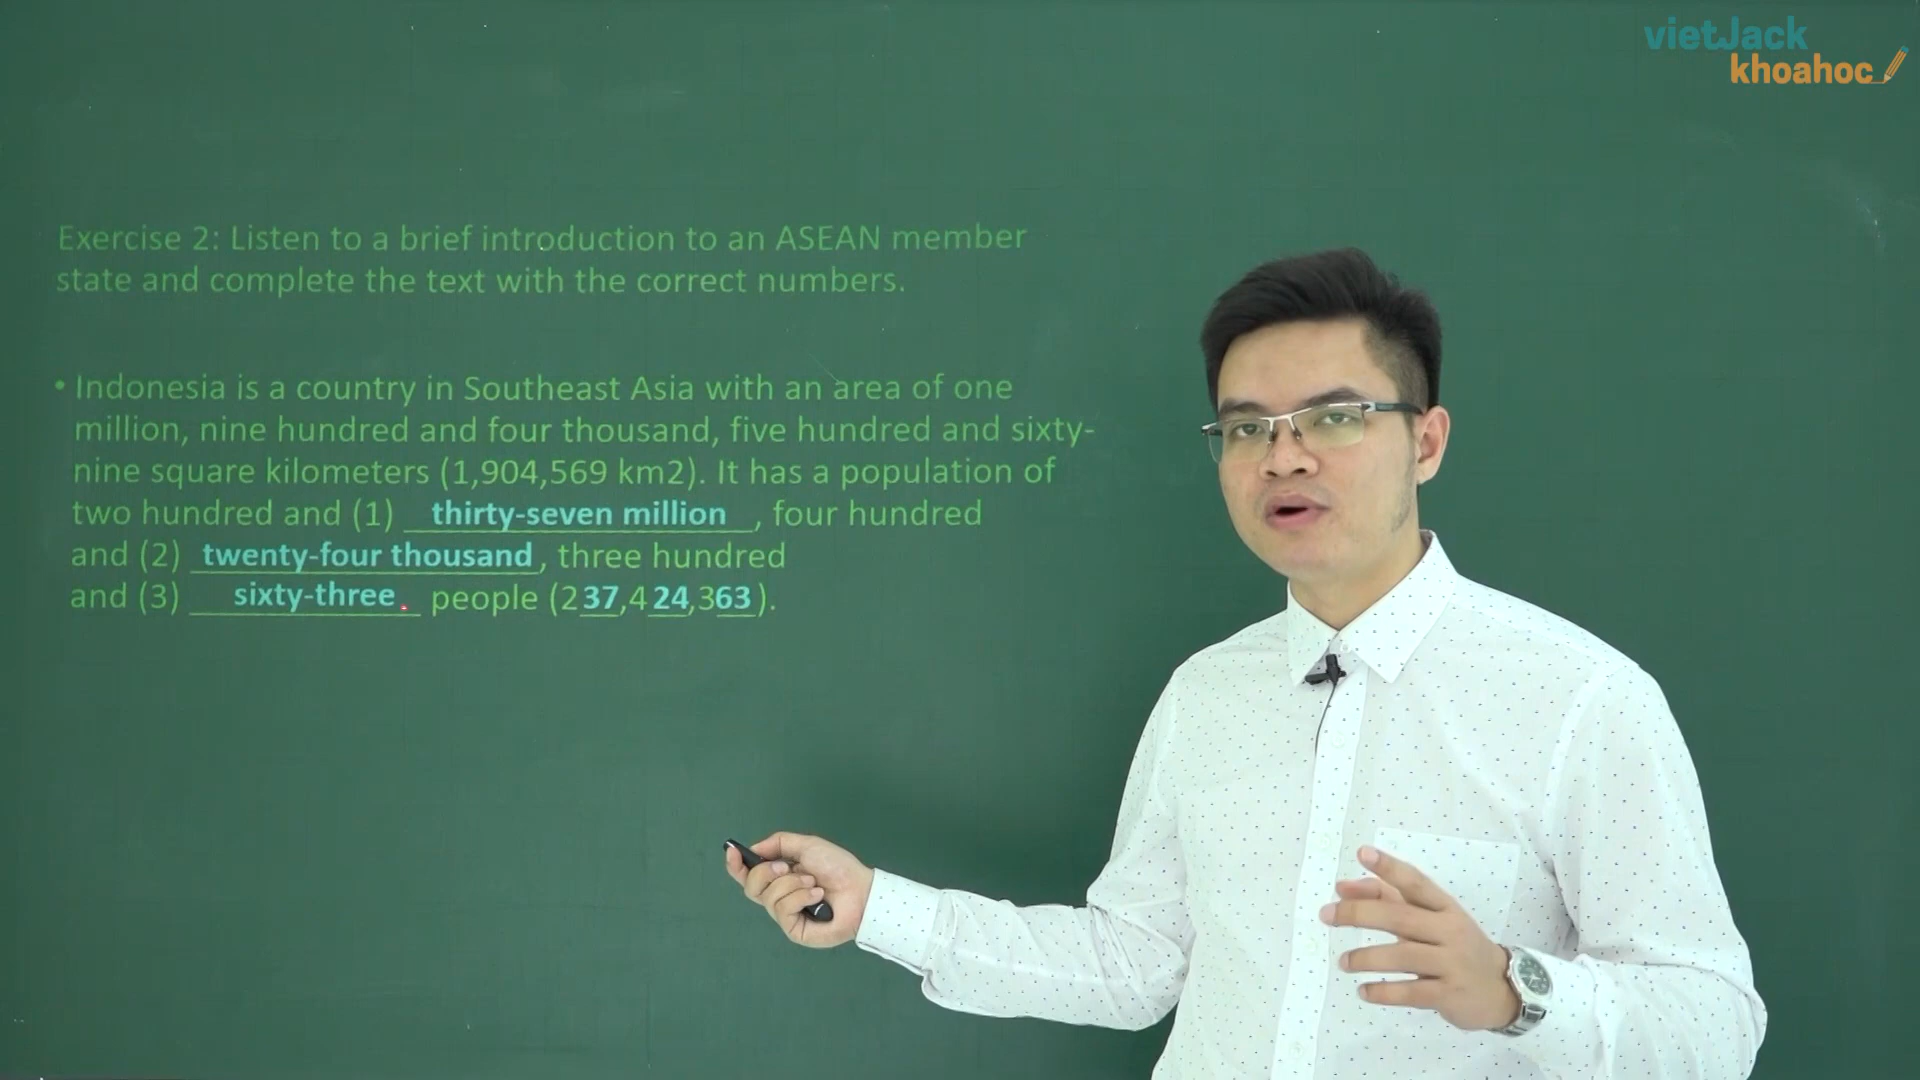 vietJack
khoahoc
Exercise 2: Listen to a brief introduction to an ASEAN member
state and complete the text with the correct numbers.
• Indonesia is a country in Southeast Asia with an area of one
million, nine hundred and four thousand, five hundred and sixty-
nine square kilometers (1,904,569 km2). It has a population of
two hundred and (1) thirty-seven million, four hundred
and (2) twenty-four thousand, three hundred
and (3) sixty-three people (237,424,363).